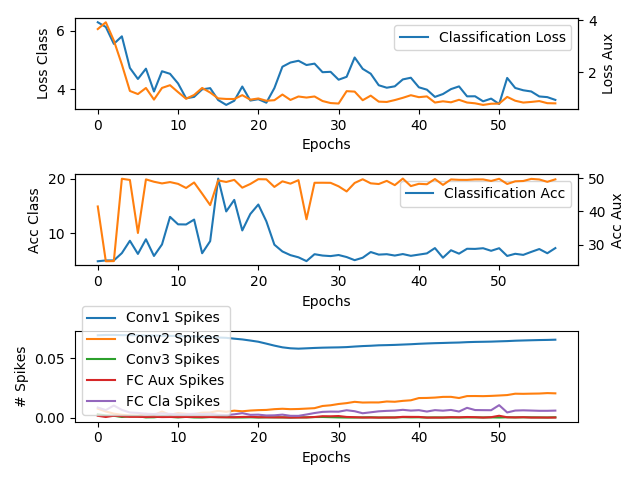 6
4
Loss Class
Classification Loss
4
2
Loss Aux
0 10 20 30 40 50
Epochs
20
10
Acc Class
Classification Acc
50
40
30
Acc Aux
0 10 20 30 40 50
Epochs
0.05
0.00
# Spikes
Conv1 Spikes
Conv2 Spikes
Conv3 Spikes
FC Aux Spikes
FC Cla Spikes
0 10 20 30 40 50
Epochs